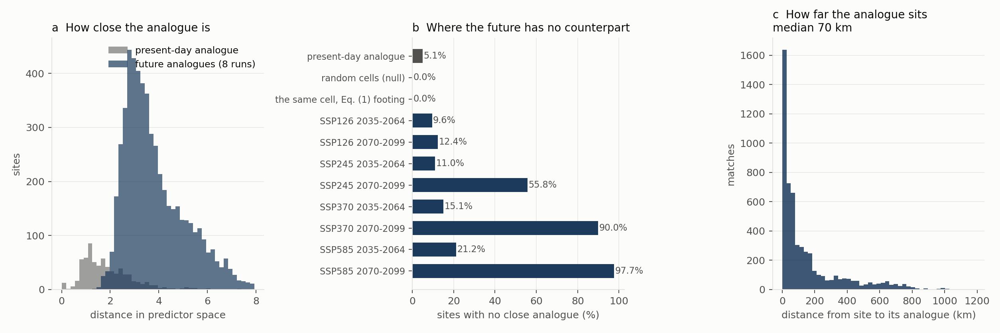 a  How close the analogue is
present-day analogue
future analogues (8 runs)
sites
400
300
200
100
0
0 2 4 6 8
distance in predictor space
b  Where the future has no counterpart
present-day analogue 5.1%
random cells (null) 0.0%
the same cell, Eq. (1) footing 0.0%
SSP126 2035-2064 9.6%
SSP126 2070-2099 12.4%
SSP245 2035-2064 11.0%
SSP245 2070-2099 55.8%
SSP370 2035-2064 15.1%
SSP370 2070-2099 90.0%
SSP585 2035-2064 21.2%
SSP585 2070-2099 97.7%
0 20 40 60 80 100
sites with no close analogue (%)
c  How far the analogue sits
median 70 km
matches
1600
1400
1200
1000
800
600
400
200
0
0 200 400 600 800 1000 1200
distance from site to its analogue (km)